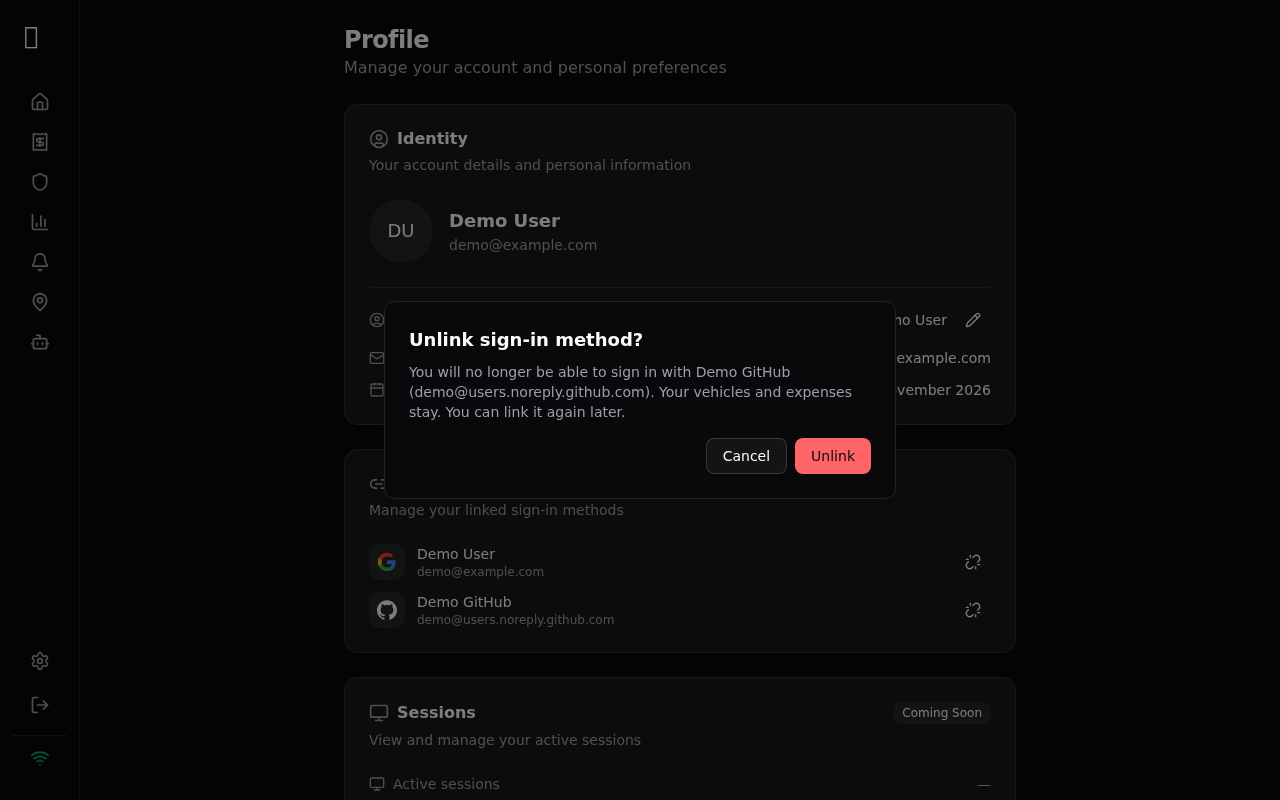 Profile
Manage your account and personal preferences
Identity
Your account details and personal information
DU
Demo User
demo@example.com
User
example.com
2026
Unlink sign-in method?
You will no longer be able to sign in with Demo GitHub
(demo@users.noreply.github.com). Your vehicles and expenses
stay. You can link it again later.
Cancel
Unlink
Manage your linked sign-in methods
Demo User
demo@example.com
Demo GitHub
demo@users.noreply.github.com
Sessions
Coming Soon
View and manage your active sessions
Active sessions
—